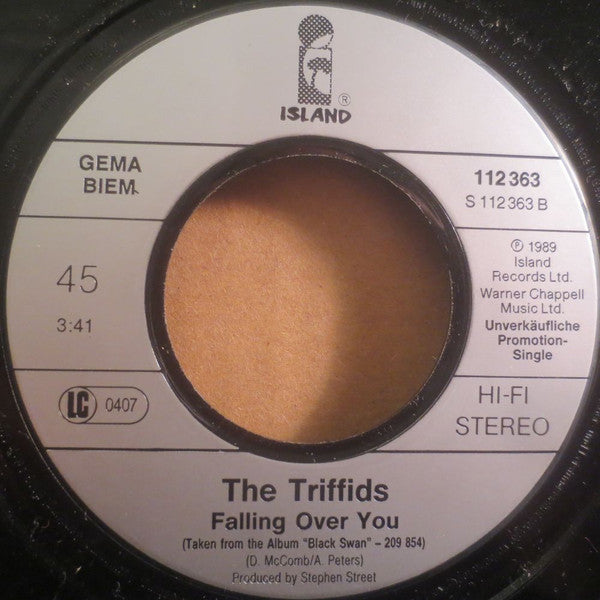 ISLAND ®
GEMA
BIEM
112 363
S 112 363 B
45
3:41
℗ 1989
Island
Records Ltd.
Warner Chappell
Music Ltd.
Unverkäufliche
Promotion-
Single
LC 0407
HI-FI
STEREO
The Triffids
Falling Over You
(Taken from the Album "Black Swan" – 209 854)
(D. McComb/A. Peters)
Produced by Stephen Street